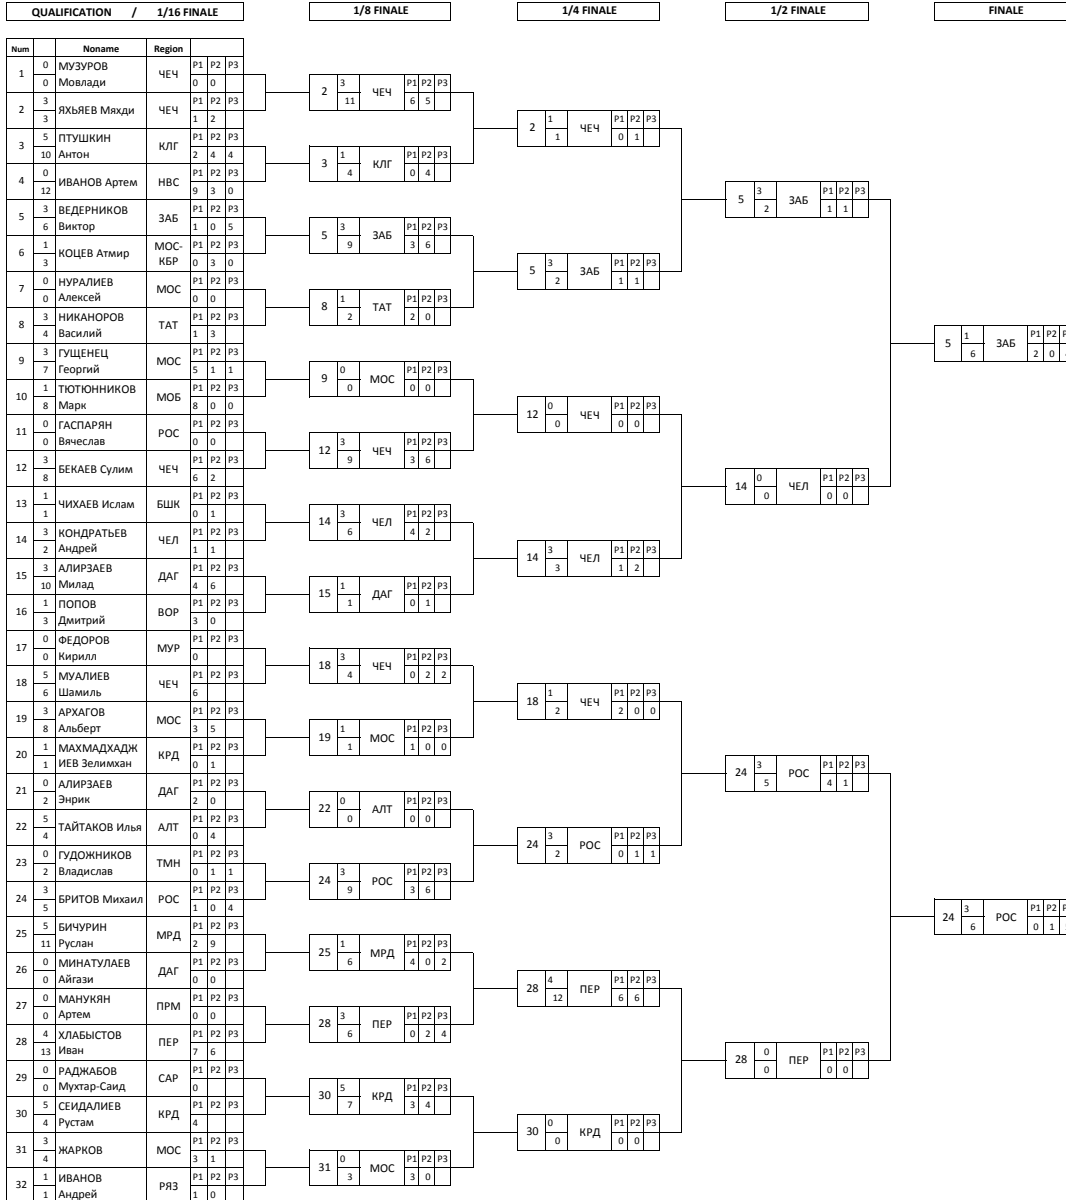 QUALIFICATION / 1/16 FINALE
Num Noname Region
1 0 МУЗУРОВ ЧЕЧ P1 P2 P3
0 Мовлади 0 0
2 3 ЯХЬЯЕВ Мяхди ЧЕЧ P1 P2 P3
3 1 2
3 5 ПТУШКИН КЛГ P1 P2 P3
10 Антон 2 4 4
4 0 ИВАНОВ Артем НВС P1 P2 P3
12 9 3 0
5 3 ВЕДЕРНИКОВ ЗАБ P1 P2 P3
6 Виктор 1 0 5
6 1 КОЦЕВ Атмир МОС- P1 P2 P3
3 КБР 0 3 0
7 0 НУРАЛИЕВ МОС P1 P2 P3
0 Алексей 0 0
8 3 НИКАНОРОВ ТАТ P1 P2 P3
4 Василий 1 3
9 3 ГУЩЕНЕЦ МОС P1 P2 P3
7 Георгий 5 1 1
10 1 ТЮТЮННИКОВ МОБ P1 P2 P3
8 Марк 8 0 0
11 0 ГАСПАРЯН РОС P1 P2 P3
0 Вячеслав 0 0
12 3 БЕКАЕВ Сулим ЧЕЧ P1 P2 P3
8 6 2
13 1 ЧИХАЕВ Ислам БШК P1 P2 P3
1 0 1
14 3 КОНДРАТЬЕВ ЧЕЛ P1 P2 P3
2 Андрей 1 1
15 3 АЛИРЗАЕВ ДАГ P1 P2 P3
10 Милад 4 6
16 1 ПОПОВ ВОР P1 P2 P3
3 Дмитрий 3 0
17 0 ФЕДОРОВ МУР P1 P2 P3
0 Кирилл 0
18 5 МУАЛИЕВ ЧЕЧ P1 P2 P3
6 Шамиль 6
19 3 АРХАГОВ МОС P1 P2 P3
8 Альберт 3 5
20 1 МАХМАДХАДЖ КРД P1 P2 P3
1 ИЕВ Зелимхан 0 1
21 0 АЛИРЗАЕВ ДАГ P1 P2 P3
2 Энрик 2 0
22 5 ТАЙТАКОВ Илья АЛТ P1 P2 P3
4 0 4
23 0 ГУДОЖНИКОВ ТМН P1 P2 P3
2 Владислав 0 1 1
24 3 БРИТОВ Михаил РОС P1 P2 P3
5 1 0 4
25 5 БИЧУРИН МРД P1 P2 P3
11 Руслан 2 9
26 0 МИНАТУЛАЕВ ДАГ P1 P2 P3
0 Айгази 0 0
27 0 МАНУКЯН ПРМ P1 P2 P3
0 Артем 0 0
28 4 ХЛАБЫСТОВ ПЕР P1 P2 P3
13 Иван 7 6
29 0 РАДЖАБОВ САР P1 P2 P3
0 Мухтар-Саид 0
30 5 СЕИДАЛИЕВ КРД P1 P2 P3
4 Рустам 4
31 3 ЖАРКОВ МОС P1 P2 P3
4 3 1
32 1 ИВАНОВ РЯЗ P1 P2 P3
1 Андрей 1 0
1/8 FINALE
2 3 ЧЕЧ P1 P2 P3
11 6 5
3 1 КЛГ P1 P2 P3
4 0 4
5 3 ЗАБ P1 P2 P3
9 3 6
8 1 ТАТ P1 P2 P3
2 2 0
9 0 МОС P1 P2 P3
0 0 0
12 3 ЧЕЧ P1 P2 P3
9 3 6
14 3 ЧЕЛ P1 P2 P3
6 4 2
15 1 ДАГ P1 P2 P3
1 0 1
18 3 ЧЕЧ P1 P2 P3
4 0 2 2
19 1 МОС P1 P2 P3
1 1 0 0
22 0 АЛТ P1 P2 P3
0 0 0
24 3 РОС P1 P2 P3
9 3 6
25 1 МРД P1 P2 P3
6 4 0 2
28 3 ПЕР P1 P2 P3
6 0 2 4
30 5 КРД P1 P2 P3
7 3 4
31 0 МОС P1 P2 P3
3 3 0
1/4 FINALE
2 1 ЧЕЧ P1 P2 P3
1 0 1
5 3 ЗАБ P1 P2 P3
2 1 1
12 0 ЧЕЧ P1 P2 P3
0 0 0
14 3 ЧЕЛ P1 P2 P3
3 1 2
18 1 ЧЕЧ P1 P2 P3
2 2 0 0
24 3 РОС P1 P2 P3
2 0 1 1
28 4 ПЕР P1 P2 P3
12 6 6
30 0 КРД P1 P2 P3
0 0 0
1/2 FINALE
5 3 ЗАБ P1 P2 P3
2 1 1
14 0 ЧЕЛ P1 P2 P3
0 0 0
24 3 РОС P1 P2 P3
5 4 1
28 0 ПЕР P1 P2 P3
0 0 0
FINALE
5 1 ЗАБ P1 P2
6 2 0
24 3 РОС P1 P2
6 0 1